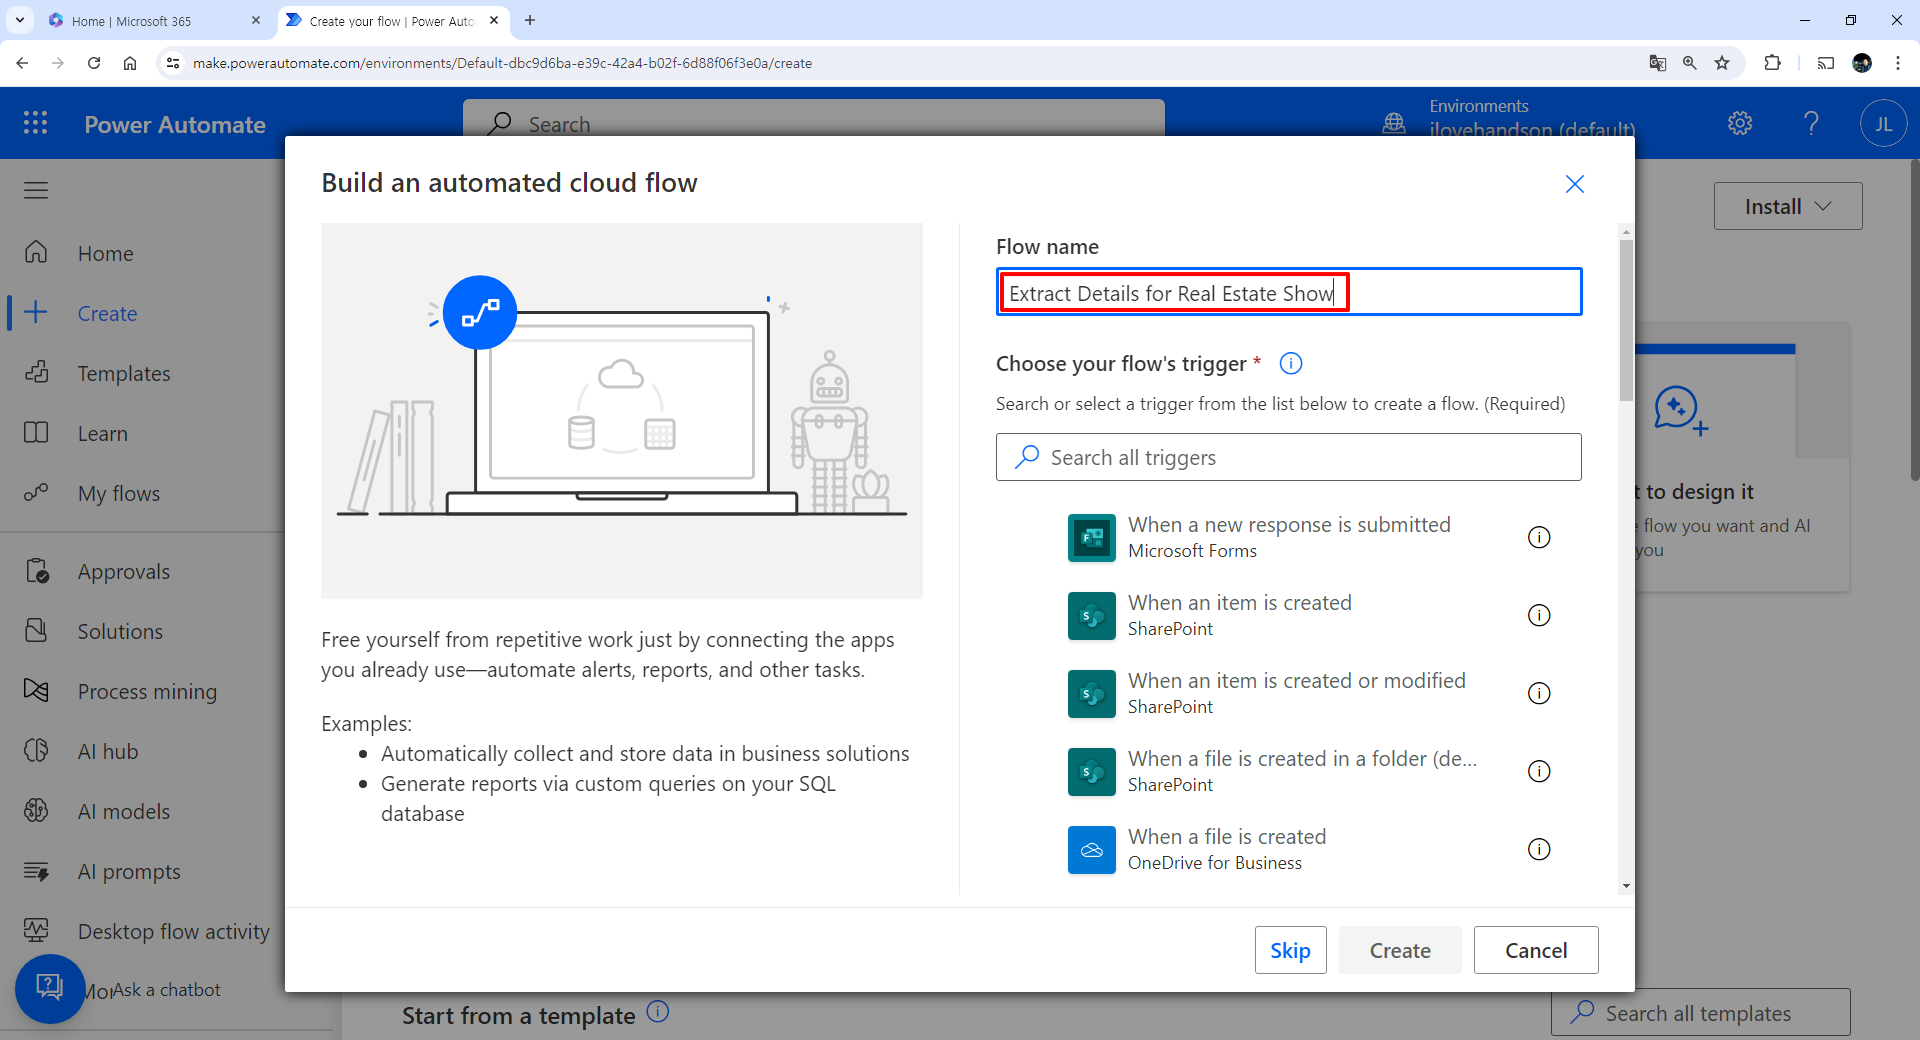 Home | Microsoft 365
Create your flow | Power Auto
make.powerautomate.com/environments/Default-dbc9d6ba-e39c-42a4-b02f-6d88f06f3e0a/create
Power Automate
Search
Environments
ilovehandson (default)
JL
Install
Home
Create
Templates
Learn
My flows
Approvals
Solutions
Process mining
AI hub
AI models
AI prompts
Desktop flow activity
Ask a chatbot
Build an automated cloud flow
Free yourself from repetitive work just by connecting the apps
you already use—automate alerts, reports, and other tasks.
Examples:
• Automatically collect and store data in business solutions
• Generate reports via custom queries on your SQL
database
Flow name
Extract Details for Real Estate Show
Choose your flow's trigger *
Search or select a trigger from the list below to create a flow. (Required)
Search all triggers
When a new response is submitted
Microsoft Forms
When an item is created
SharePoint
When an item is created or modified
SharePoint
When a file is created in a folder (de...
SharePoint
When a file is created
OneDrive for Business
Skip
Create
Cancel
t to design it
e flow you want and AI
you
Start from a template
Search all templates